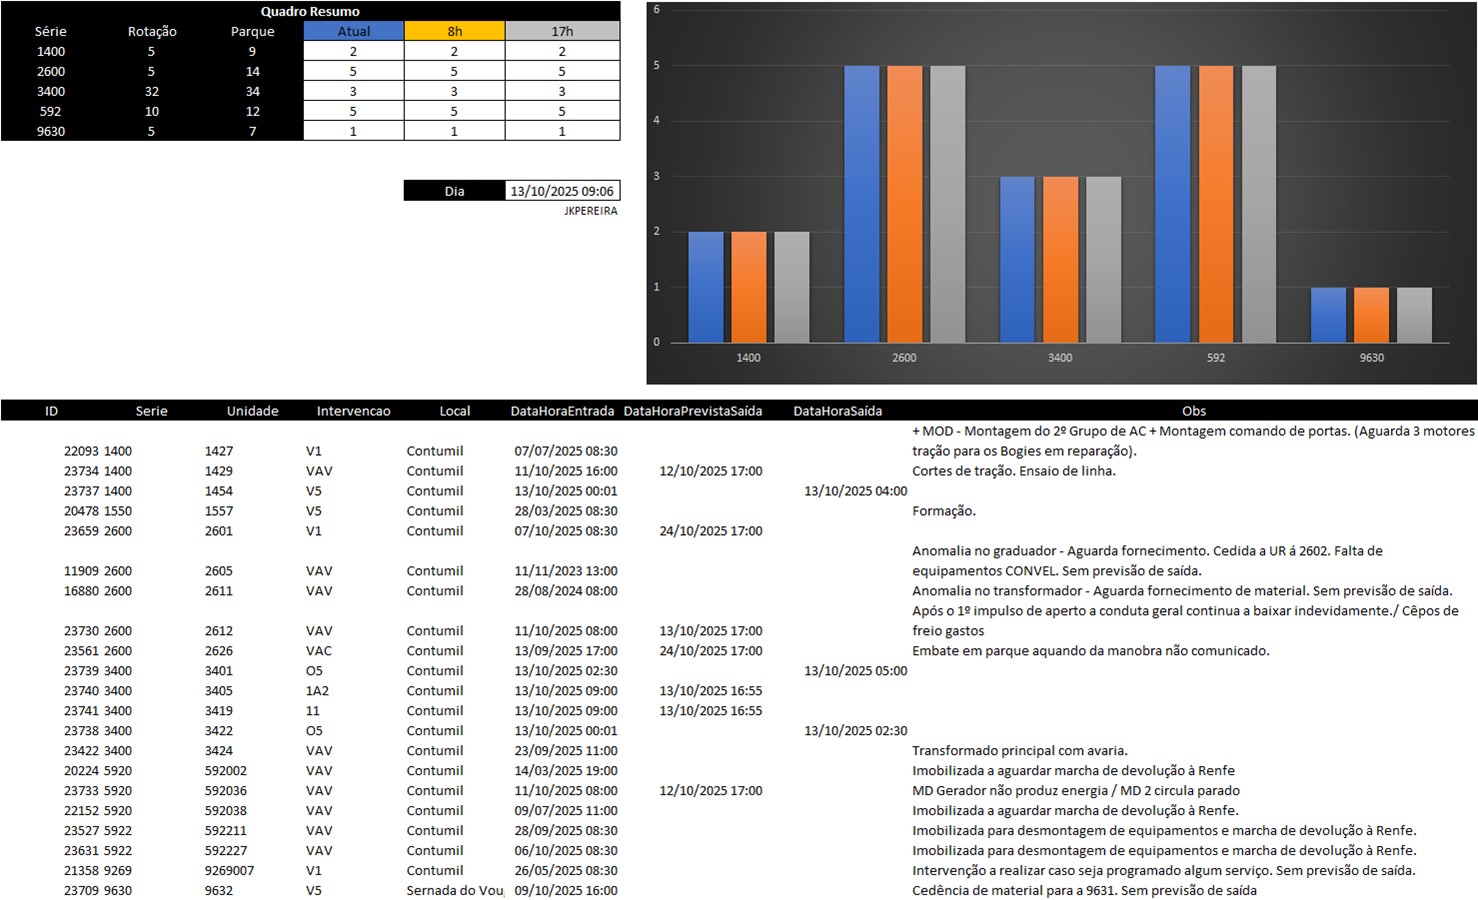 Quadro Resumo
Série Rotação Parque Atual 8h 17h
1400 5 9 2 2 2
2600 5 14 5 5 5
3400 32 34 3 3 3
592 10 12 5 5 5
9630 5 7 1 1 1
Dia 13/10/2025 09:06
JKPEREIRA
6
5
4
3
2
1
0
1400 2600 3400 592 9630
ID Serie Unidade Intervencao Local DataHoraEntrada DataHoraPrevistaSaída DataHoraSaída Obs
+ MOD - Montagem do 2º Grupo de AC + Montagem comando de portas. (Aguarda 3 motores
22093 1400 1427 V1 Contumil 07/07/2025 08:30 tração para os Bogies em reparação).
23734 1400 1429 VAV Contumil 11/10/2025 16:00 12/10/2025 17:00 Cortes de tração. Ensaio de linha.
23737 1400 1454 V5 Contumil 13/10/2025 00:01 13/10/2025 04:00
20478 1550 1557 V5 Contumil 28/03/2025 08:30 Formação.
23659 2600 2601 V1 Contumil 07/10/2025 08:30 24/10/2025 17:00
Anomalia no graduador - Aguarda fornecimento. Cedida a UR á 2602. Falta de
11909 2600 2605 VAV Contumil 11/11/2023 13:00 equipamentos CONVEL. Sem previsão de saída.
16880 2600 2611 VAV Contumil 28/08/2024 08:00 Anomalia no transformador - Aguarda fornecimento de material. Sem previsão de saída.
Após o 1º impulso de aperto a conduta geral continua a baixar indevidamente./ Cêpos de
23730 2600 2612 VAV Contumil 11/10/2025 08:00 13/10/2025 17:00 freio gastos
23561 2600 2626 VAC Contumil 13/09/2025 17:00 24/10/2025 17:00 Embate em parque aquando da manobra não comunicado.
23739 3400 3401 O5 Contumil 13/10/2025 02:30 13/10/2025 05:00
23740 3400 3405 1A2 Contumil 13/10/2025 09:00 13/10/2025 16:55
23741 3400 3419 11 Contumil 13/10/2025 09:00 13/10/2025 16:55
23738 3400 3422 O5 Contumil 13/10/2025 00:01 13/10/2025 02:30
23422 3400 3424 VAV Contumil 23/09/2025 11:00 Transformado principal com avaria.
20224 5920 592002 VAV Contumil 14/03/2025 19:00 Imobilizada a aguardar marcha de devolução à Renfe
23733 5920 592036 VAV Contumil 11/10/2025 08:00 12/10/2025 17:00 MD Gerador não produz energia / MD 2 circula parado
22152 5920 592038 VAV Contumil 09/07/2025 11:00 Imobilizada a aguardar marcha de devolução à Renfe.
23527 5922 592211 VAV Contumil 28/09/2025 08:30 Imobilizada para desmontagem de equipamentos e marcha de devolução à Renfe.
23631 5922 592227 VAV Contumil 06/10/2025 08:30 Imobilizada para desmontagem de equipamentos e marcha de devolução à Renfe.
21358 9269 9269007 V1 Contumil 26/05/2025 08:30 Intervenção a realizar caso seja programado algum serviço. Sem previsão de saída.
23709 9630 9632 V5 Sernada do Vou 09/10/2025 16:00 Cedência de material para a 9631. Sem previsão de saída